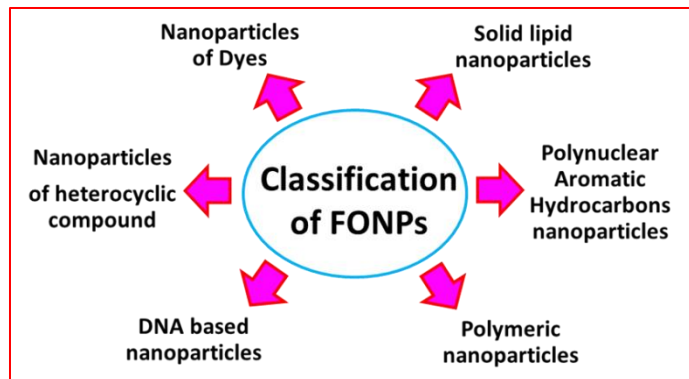 Nanoparticles
of Dyes
Solid lipid
nanoparticles
Nanoparticles
of heterocyclic
compound
Classification
of FONPs
Polynuclear
Aromatic
Hydrocarbons
nanoparticles
DNA based
nanoparticles
Polymeric
nanoparticles